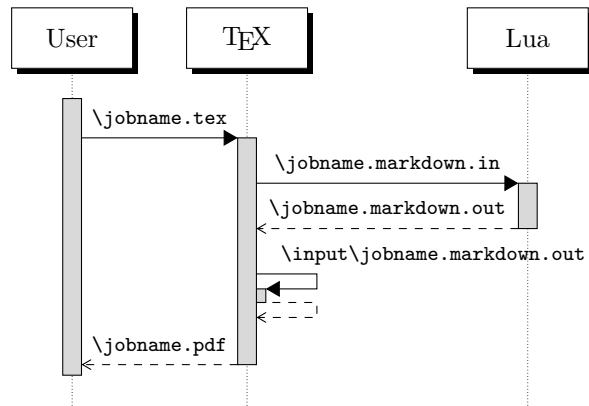 User
TEX
Lua
\jobname.tex
\jobname.markdown.in
\jobname.markdown.out
\input\jobname.markdown.out
\jobname.pdf